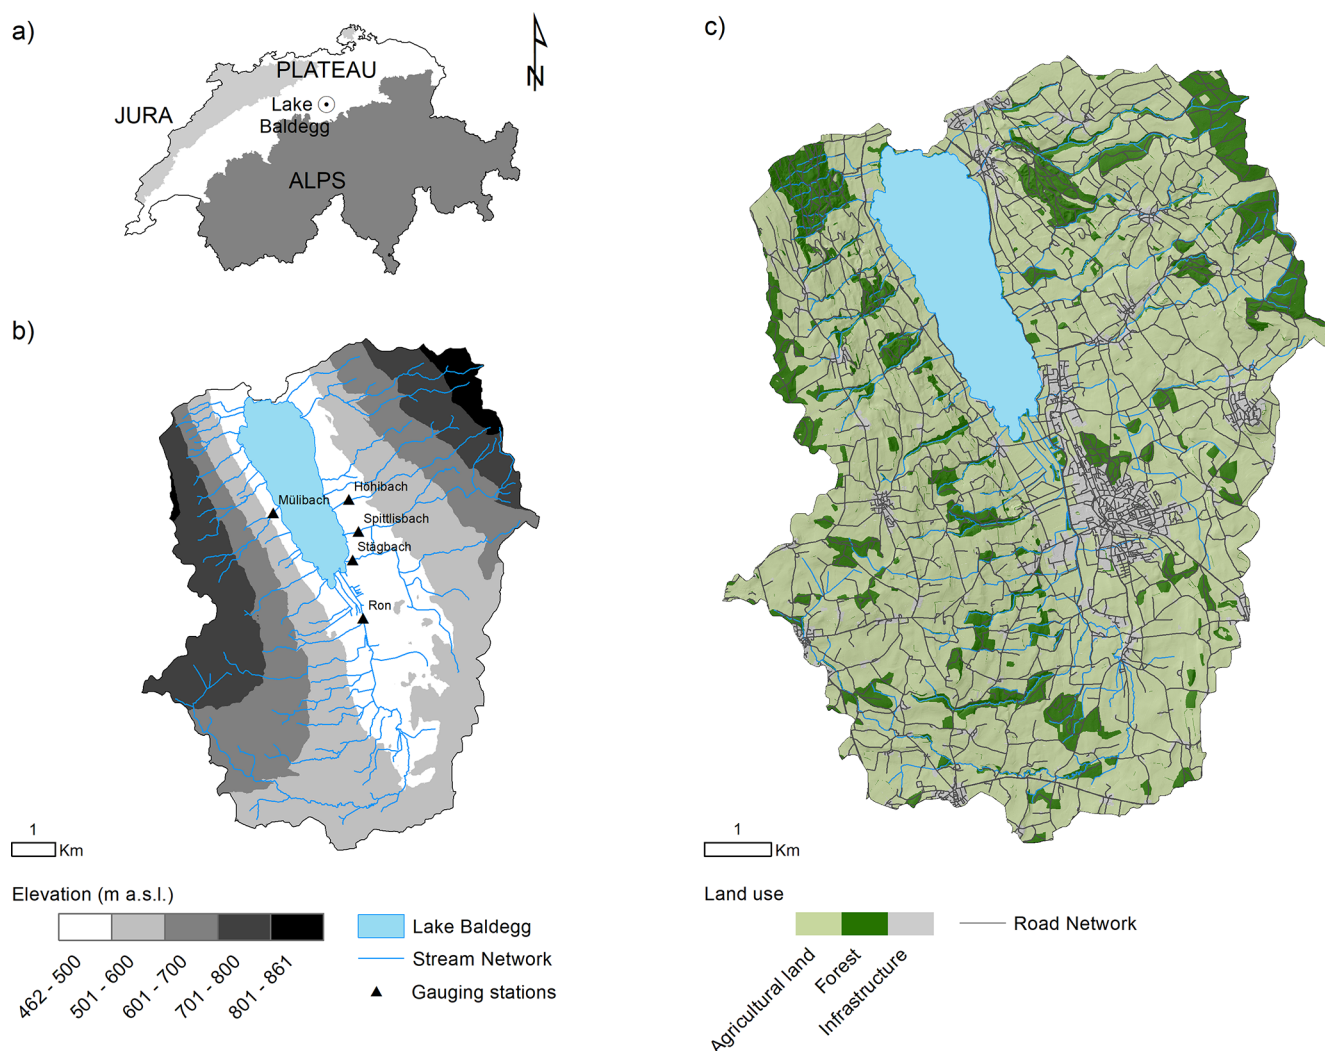 a)
PLATEAU
JURA
Lake
Baldegg
ALPS
N
b)
Mülibach
Höhibach
Spittlisbach
Stägbach
Ron
1
Km
Elevation (m a.s.l.)
462 - 500
501 - 600
601 - 700
701 - 800
801 - 861
Lake Baldegg
Stream Network
Gauging stations
c)
1
Km
Land use
Agricultural land
Forest
Infrastructure
Road Network